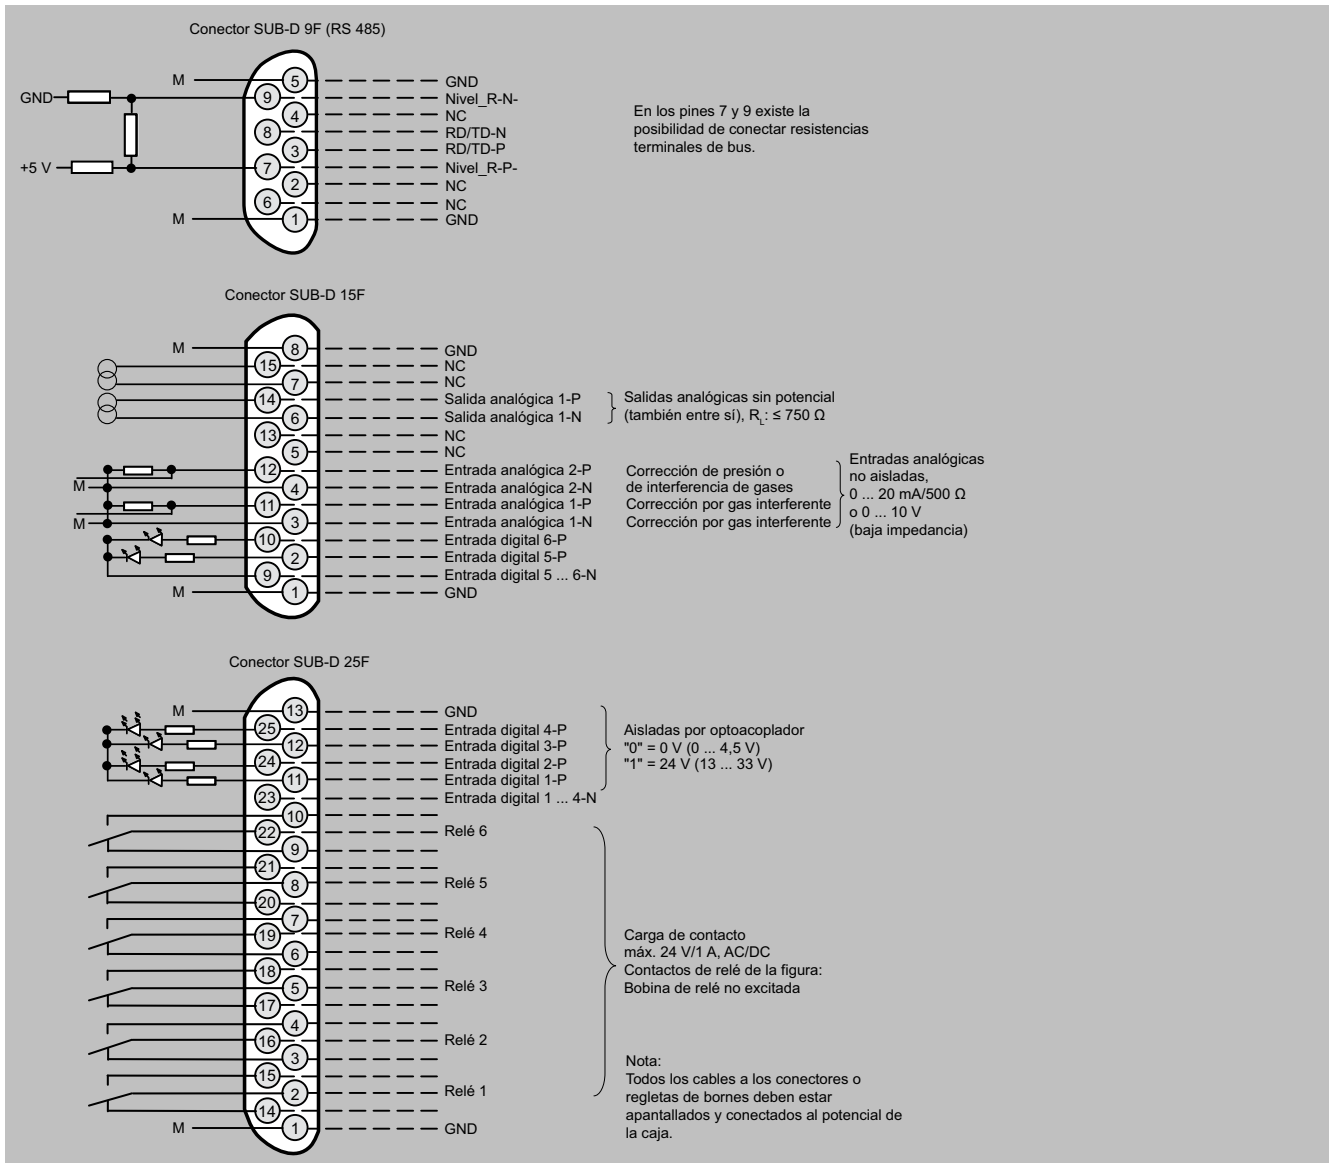 Conector SUB-D 9F (RS 485)
M
5
GND
GND
9
Nivel_R-N-
4
NC
8
RD/TD-N
3
RD/TD-P
+5 V
7
Nivel_R-P-
2
NC
6
NC
M
1
GND
En los pines 7 y 9 existe la
posibilidad de conectar resistencias
terminales de bus.
Conector SUB-D 15F
M
8
GND
15
NC
7
NC
14
Salida analógica 1-P
6
Salida analógica 1-N
13
NC
5
NC
12
Entrada analógica 2-P
M
4
Entrada analógica 2-N
11
Entrada analógica 1-P
M
3
Entrada analógica 1-N
10
Entrada digital 6-P
2
Entrada digital 5-P
9
Entrada digital 5 ... 6-N
M
1
GND
Salidas analógicas sin potencial
(también entre sí), RL: ≤ 750 Ω
Corrección de presión o
de interferencia de gases
Corrección por gas interferente
Corrección por gas interferente
Entradas analógicas
no aisladas,
0 ... 20 mA/500 Ω
o 0 ... 10 V
(baja impedancia)
Conector SUB-D 25F
M
13
GND
25
Entrada digital 4-P
12
Entrada digital 3-P
24
Entrada digital 2-P
11
Entrada digital 1-P
23
Entrada digital 1 ... 4-N
Aisladas por optoacoplador
"0" = 0 V (0 ... 4,5 V)
"1" = 24 V (13 ... 33 V)
10
22
Relé 6
9
21
8
Relé 5
20
7
19
Relé 4
6
18
5
Relé 3
17
4
16
Relé 2
3
15
2
Relé 1
14
M
1
GND
Carga de contacto
máx. 24 V/1 A, AC/DC
Contactos de relé de la figura:
Bobina de relé no excitada
Nota:
Todos los cables a los conectores o
regletas de bornes deben estar
apantallados y conectados al potencial de
la caja.